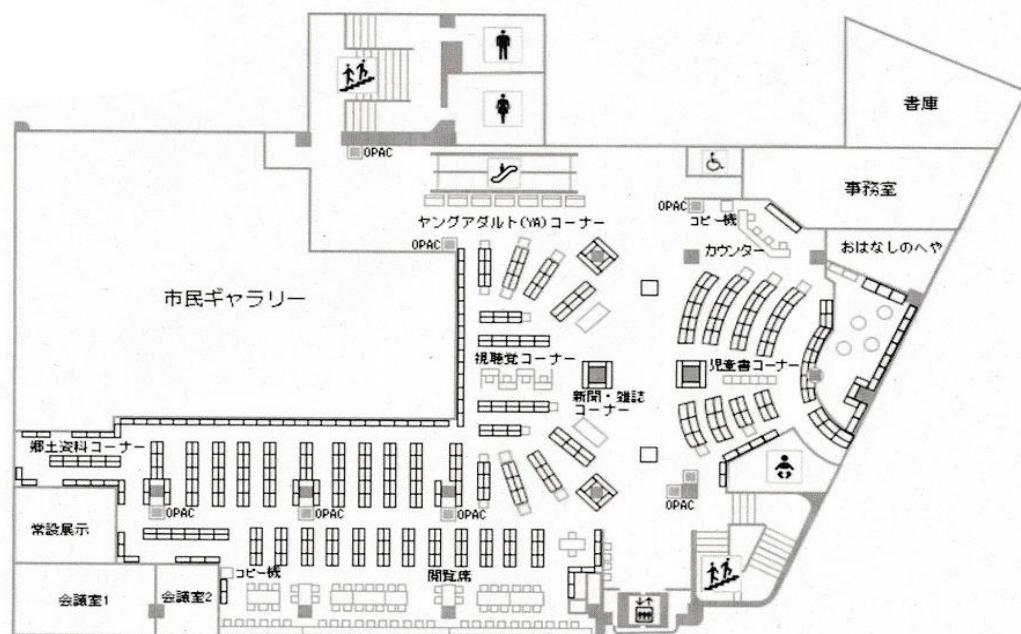 書庫
OPAC
事務室
ヤングアダルト(YA)コーナー
OPAC
コピー機
OPAC
カウンター
おはなしのへや
市民ギャラリー
視聴覚コーナー
児童書コーナー
新聞・雑誌
コーナー
郷土資料コーナー
OPAC
OPAC
OPAC
OPAC
常設展示
コピー機
閲覧席
会議室1
会議室2